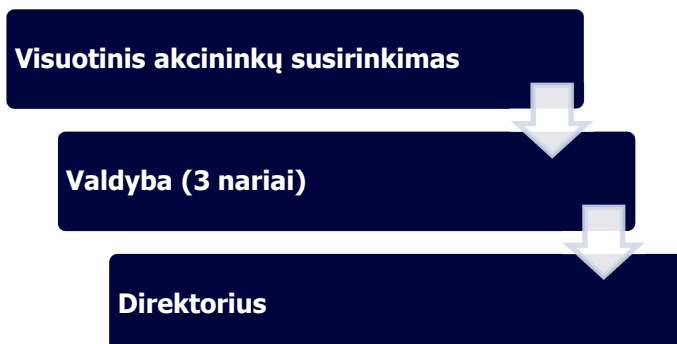 Visuotinis akcininkų susirinkimas
Valdyba (3 nariai)
Direktorius